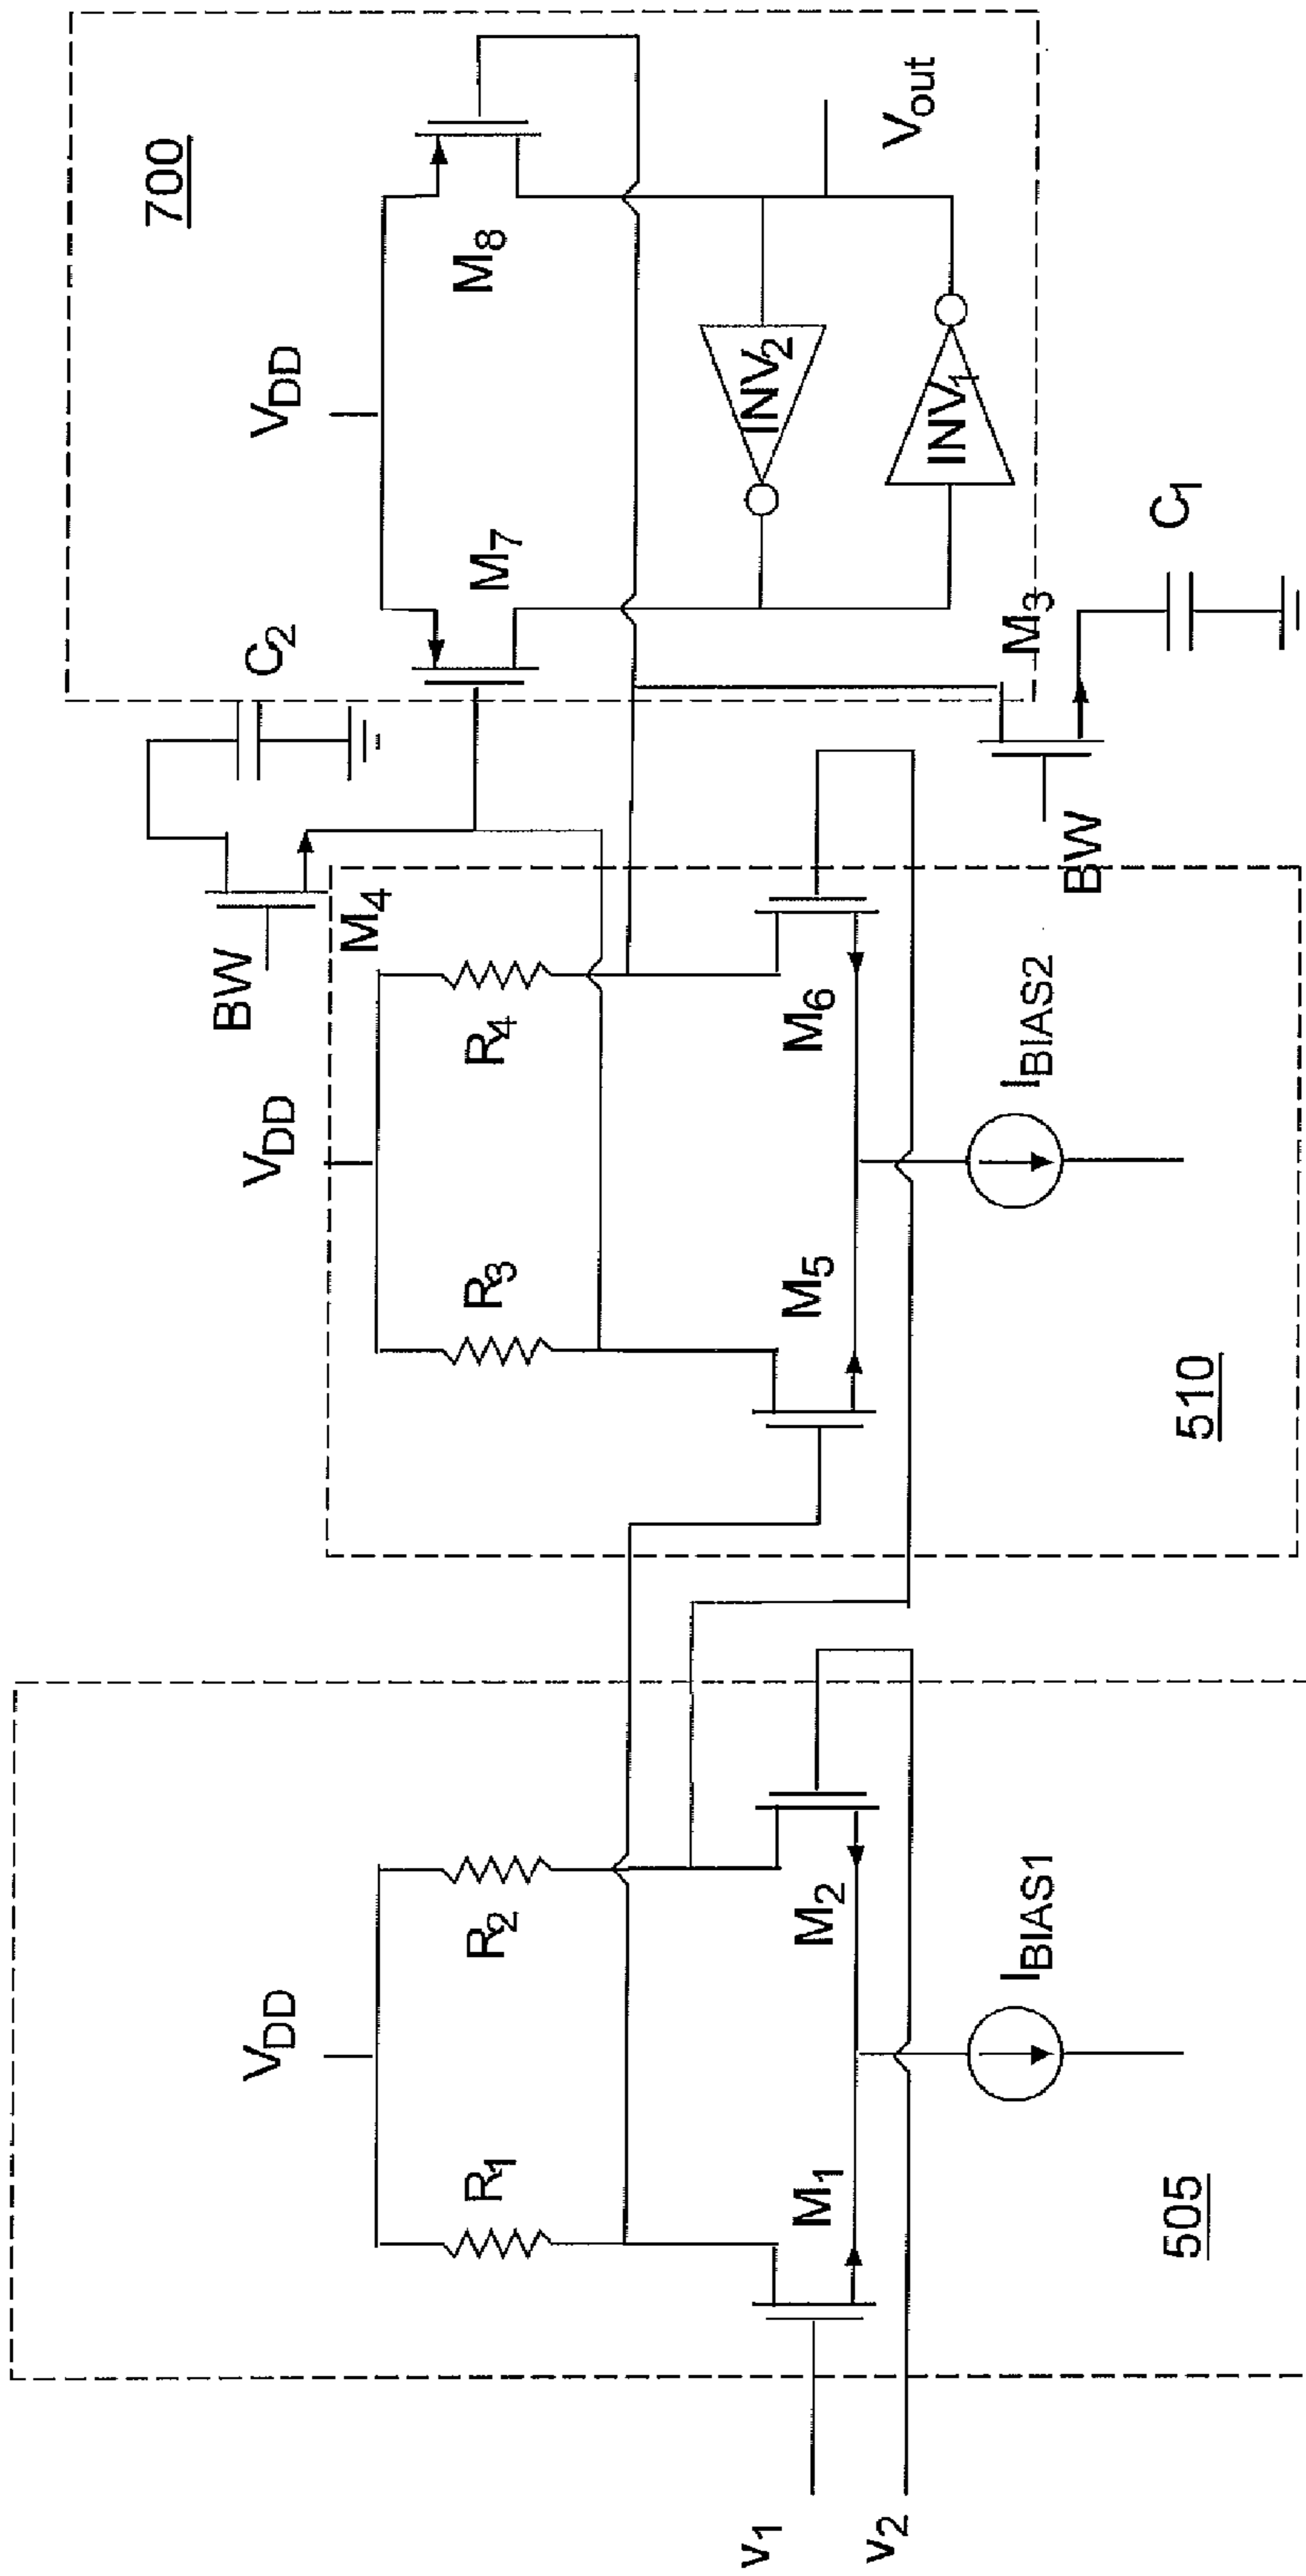 700
V_DD
M_7
M_8
C_2
INV_2
INV_1
V_out
M_3
C_1
BW
BW
M_4
V_DD
R_3
R_4
M_5
M_6
I_BIAS2
510
V_DD
R_1
R_2
M_1
M_2
I_BIAS1
505
v_1
v_2